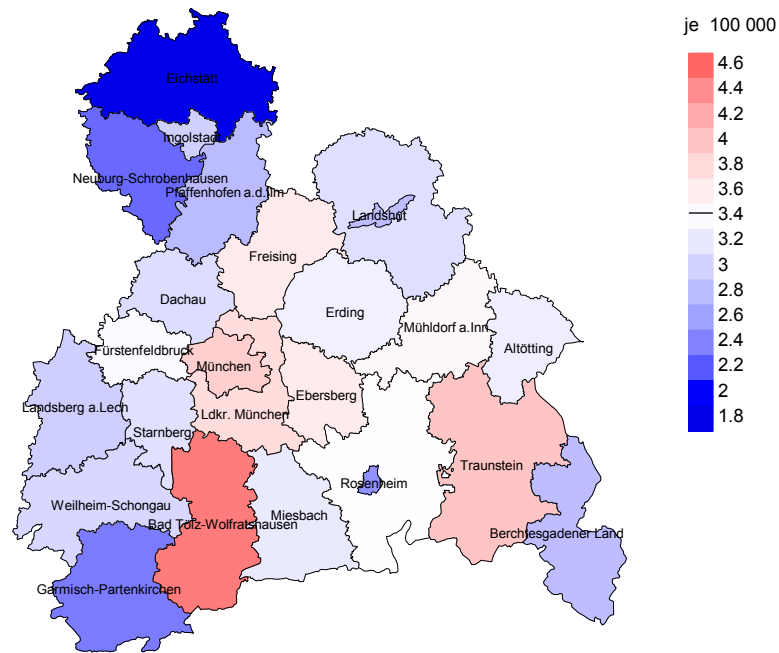 je 100 000
4.6
4.4
4.2
4
3.8
3.6
3.4
3.2
3
2.8
2.6
2.4
2.2
2
1.8
Eichstätt
Ingolstadt
Neuburg-Schrobenhausen
Pfaffenhofen a.d.Ilm
Landshut
Freising
Dachau
Erding
Mühldorf a.Inn
Altötting
Fürstenfeldbruck
München
Ebersberg
Landsberg a.Lech
Ldkr. München
Starnberg
Traunstein
Rosenheim
Weilheim-Schongau
Miesbach
Bad Tölz-Wolfratshausen
Berchtesgadener Land
Garmisch-Partenkirchen